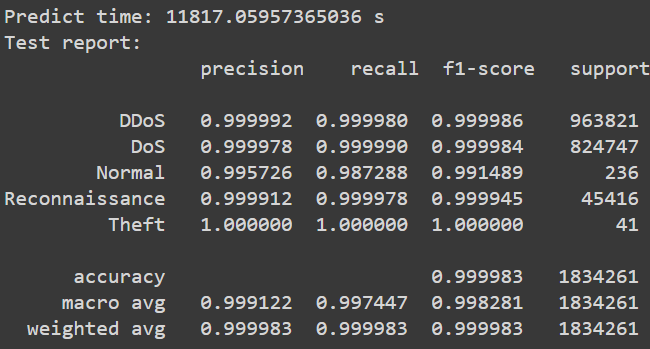 Predict time: 11817.05957365036 s
Test report:
precision recall f1-score support
DDoS 0.999992 0.999980 0.999986 963821
DoS 0.999978 0.999990 0.999984 824747
Normal 0.995726 0.987288 0.991489 236
Reconnaissance 0.999912 0.999978 0.999945 45416
Theft 1.000000 1.000000 1.000000 41
accuracy 0.999983 1834261
macro avg 0.999122 0.997447 0.998281 1834261
weighted avg 0.999983 0.999983 0.999983 1834261